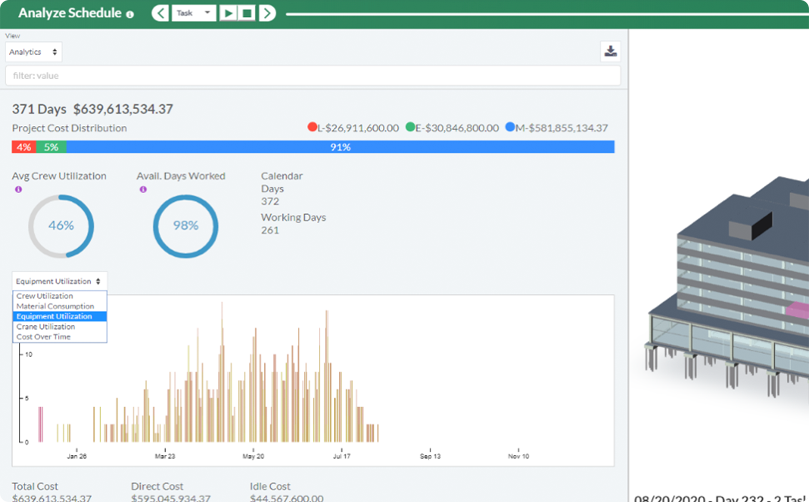 Analyze Schedule
Task
View
Analytics
filter: value
371 Days $639,613,534.37
Project Cost Distribution
L-$26,911,600.00 E-$30,846,800.00 M-$581,855,134.37
4% 5% 91%
Avg Crew Utilization
Avail. Days Worked
Calendar
Days
372
Working Days
261
46%
98%
Equipment Utilization
Crew Utilization
Material Consumption
Equipment Utilization
Crane Utilization
Cost Over Time
10
5
0
Jan 26 Mar 23 May 20 Jul 17 Sep 13 Nov 10
Total Cost Direct Cost Idle Cost
$639,613,534.37 $595,045,934.37 $44,567,600.00
08/20/2020 - Day 232 - 2 Tas